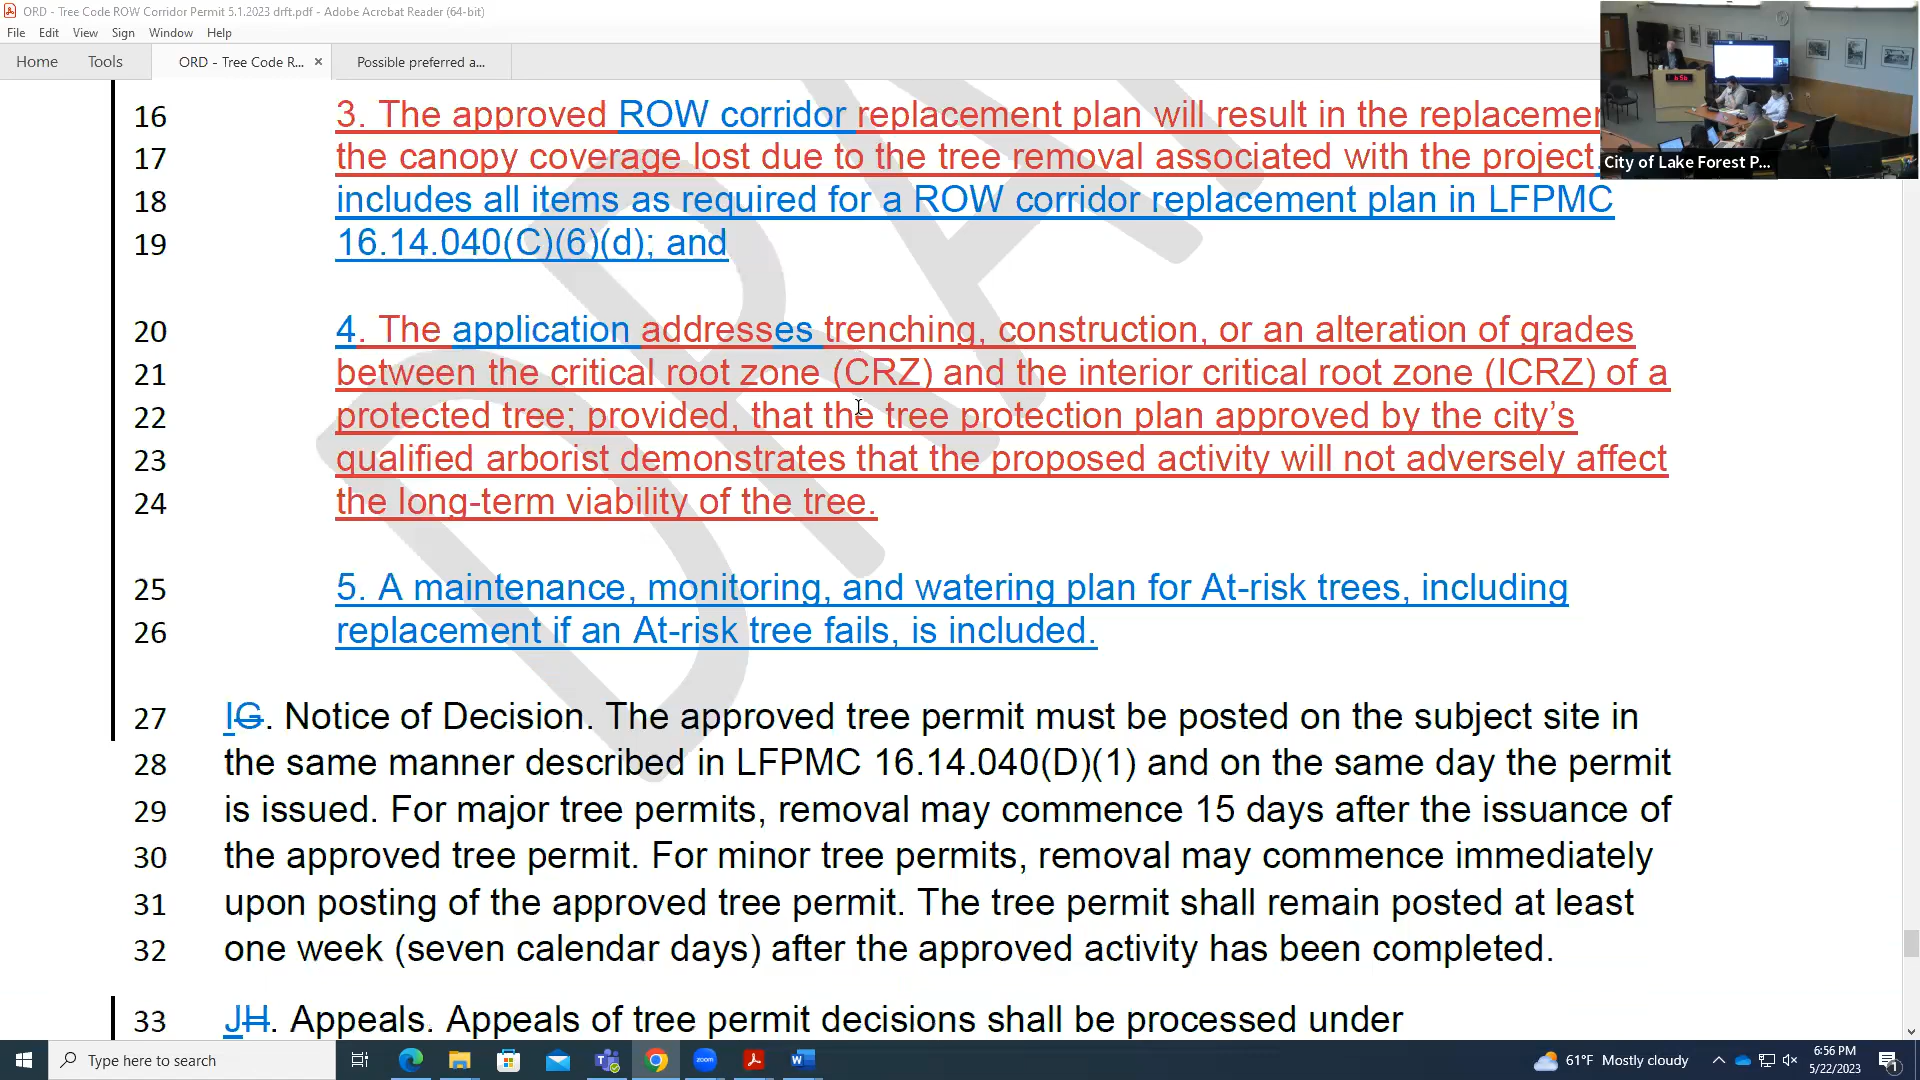 ORD - Tree Code ROW Corridor Permit 5.1.2023 drft.pdf - Adobe Acrobat Reader (64-bit)
File Edit View Sign Window Help
Home Tools ORD - Tree Code R... × Possible preferred a...
16 3. The approved ROW corridor replacement plan will result in the
17 the canopy coverage lost due to the tree removal associated with the project
18 includes all items as required for a ROW corridor replacement plan in LFPMC
19 16.14.040(C)(6)(d); and
20 4. The application addresses trenching, construction, or an alteration of grades
21 between the critical root zone (CRZ) and the interior critical root zone (ICRZ) of a
22 protected tree; provided, that the tree protection plan approved by the city’s
23 qualified arborist demonstrates that the proposed activity will not adversely affect
24 the long-term viability of the tree.
25 5. A maintenance, monitoring, and watering plan for At-risk trees, including
26 replacement if an At-risk tree fails, is included.
27 IG. Notice of Decision. The approved tree permit must be posted on the subject site in
28 the same manner described in LFPMC 16.14.040(D)(1) and on the same day the permit
29 is issued. For major tree permits, removal may commence 15 days after the issuance of
30 the approved tree permit. For minor tree permits, removal may commence immediately
31 upon posting of the approved tree permit. The tree permit shall remain posted at least
32 one week (seven calendar days) after the approved activity has been completed.
33 JH. Appeals. Appeals of tree permit decisions shall be processed under
City of Lake Forest P...
DRA
Type here to search
zoom
61°F Mostly cloudy
6:56 PM
5/22/2023
1